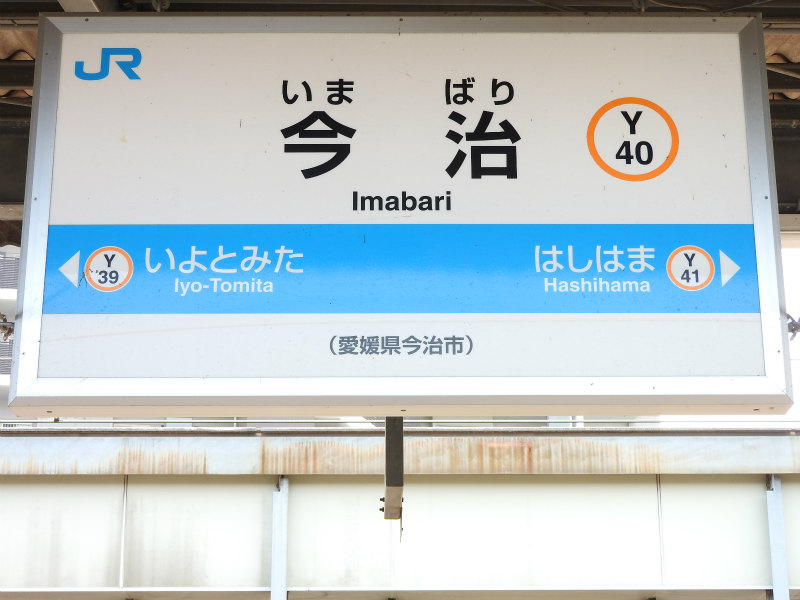 JR
いま ばり
今 治
Imabari
Y
40
Y
39
いよとみた
Iyo-Tomita
はしはま
Hashihama
Y
41
（愛媛県今治市）